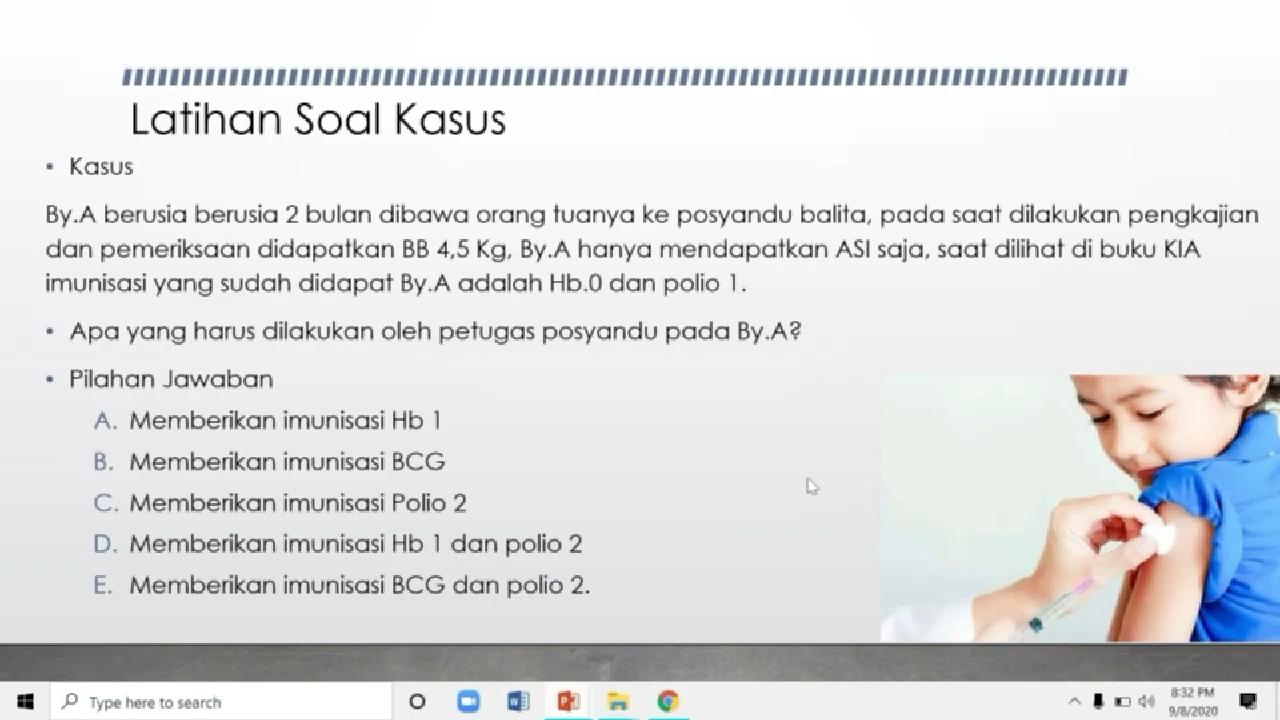 Latihan Soal Kasus
• Kasus
By.A berusia berusia 2 bulan dibawa orang tuanya ke posyandu balita, pada saat dilakukan pengkajian
dan pemeriksaan didapatkan BB 4,5 Kg, By.A hanya mendapatkan ASI saja, saat dilihat di buku KIA
imunisasi yang sudah didapat By.A adalah Hb.0 dan polio 1.
• Apa yang harus dilakukan oleh petugas posyandu pada By.A?
• Pilahan Jawaban
A. Memberikan imunisasi Hb 1
B. Memberikan imunisasi BCG
C. Memberikan imunisasi Polio 2
D. Memberikan imunisasi Hb 1 dan polio 2
E. Memberikan imunisasi BCG dan polio 2.
Type here to search
8:32 PM
9/8/2020